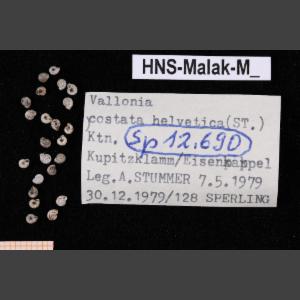 HNS-Malak-M_
Vallonia
costata helvetica(ST.)
Ktn. Sp 12.690
Kupitzklamm/Eisenkappel
Leg.A.STUMMER 7.5.1979
30.12.1979/128 SPERLING